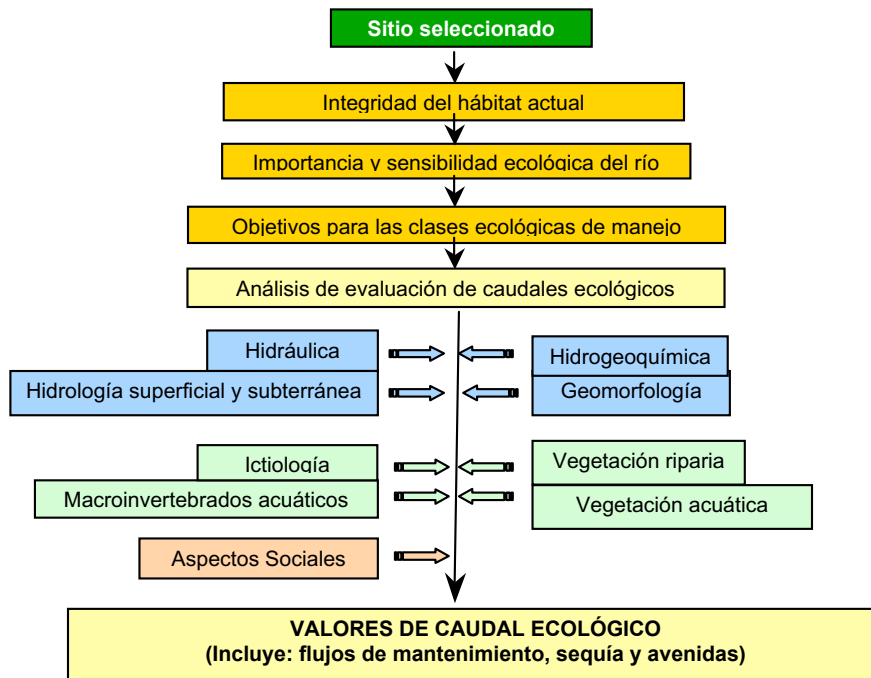 Sitio seleccionado
Integridad del hábitat actual
Importancia y sensibilidad ecológica del río
Objetivos para las clases ecológicas de manejo
Análisis de evaluación de caudales ecológicos
Hidráulica
Hidrogeoquímica
Hidrología superficial y subterránea
Geomorfología
Ictiología
Vegetación riparia
Macroinvertebrados acuáticos
Vegetación acuática
Aspectos Sociales
VALORES DE CAUDAL ECOLÓGICO
(Incluye: flujos de mantenimiento, sequía y avenidas)